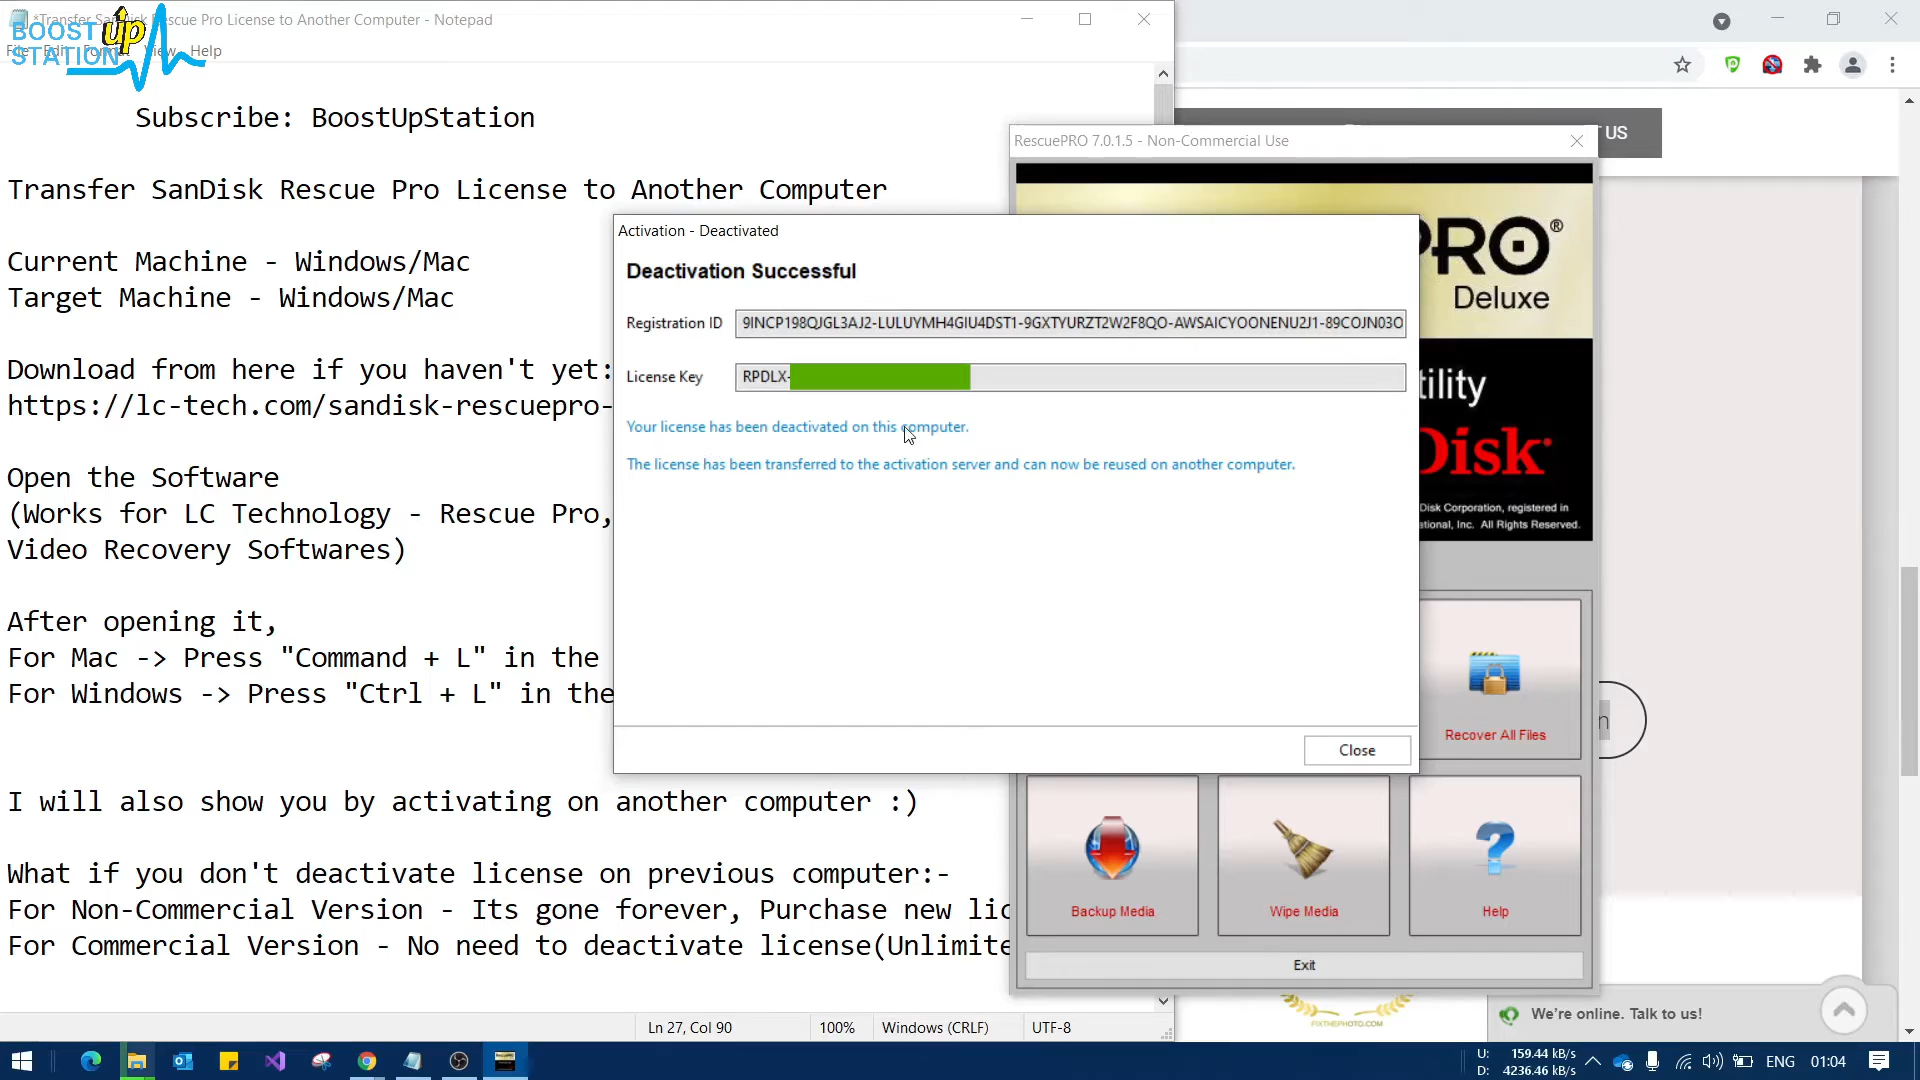 *Transfer SanDisk Rescue Pro License to Another Computer - Notepad
BOOST up STATION
File Edit Format View Help
Subscribe: BoostUpStation
Transfer SanDisk Rescue Pro License to Another Computer
Current Machine - Windows/Mac
Target Machine - Windows/Mac
Download from here if you haven't yet:
https://lc-tech.com/sandisk-rescuepro-
Open the Software
(Works for LC Technology - Rescue Pro,
Video Recovery Softwares)
After opening it,
For Mac -> Press "Command + L" in the
For Windows -> Press "Ctrl + L" in the
I will also show you by activating on another computer :)
What if you don't deactivate license on previous computer:-
For Non-Commercial Version - Its gone forever, Purchase new lic
For Commercial Version - No need to deactivate license(Unlimite
Ln 27, Col 90
100%
Windows (CRLF)
UTF-8
T US
RescuePRO 7.0.1.5 - Non-Commercial Use
PRO®
Deluxe
tility
Disk
Disk Corporation, registered in
ational, Inc. All Rights Reserved.
Activation - Deactivated
Deactivation Successful
Registration ID 9INCP198QJGL3AJ2-LULUYMH4GIU4DST1-9GXTYURZT2W2F8QO-AWSAICYOONENU2J1-89COJN03O
License Key RPDLX-
Your license has been deactivated on this computer.
The license has been transferred to the activation server and can now be reused on another computer.
Close
Recover All Files
Backup Media
Wipe Media
Help
Exit
n
FIXTHEPHOTO.COM
We're online. Talk to us!
U: 159.44 kB/s
D: 4236.46 kB/s
ENG
01:04